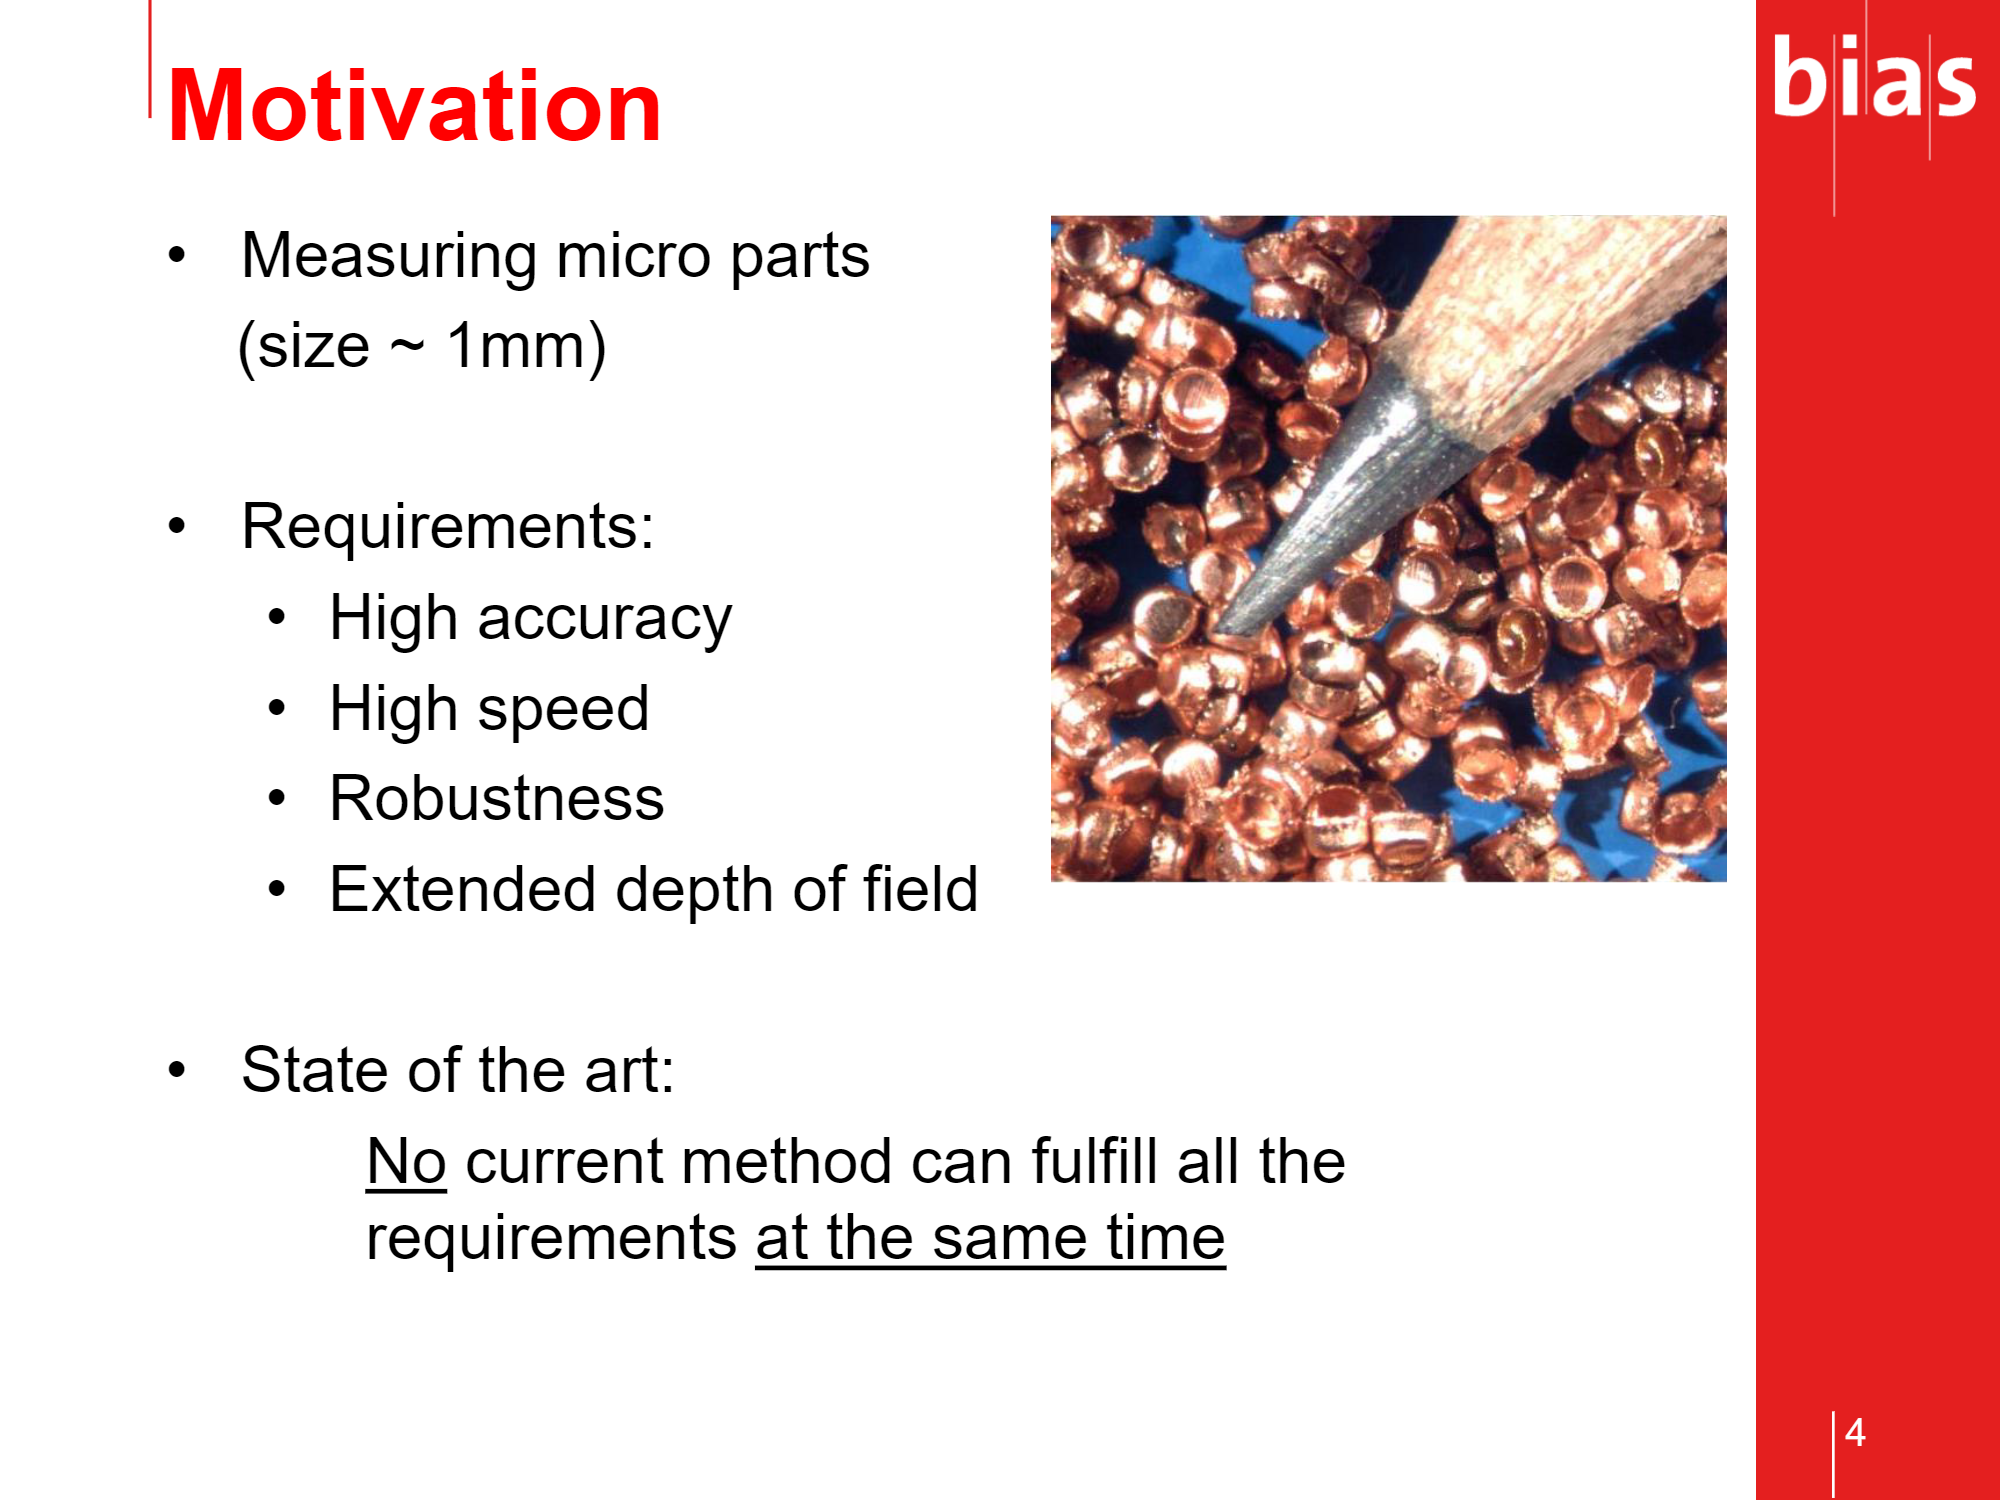 Motivation
bias
• Measuring micro parts
(size ~ 1mm)
• Requirements:
• High accuracy
• High speed
• Robustness
• Extended depth of field
• State of the art:
No current method can fulfill all the
requirements at the same time
4